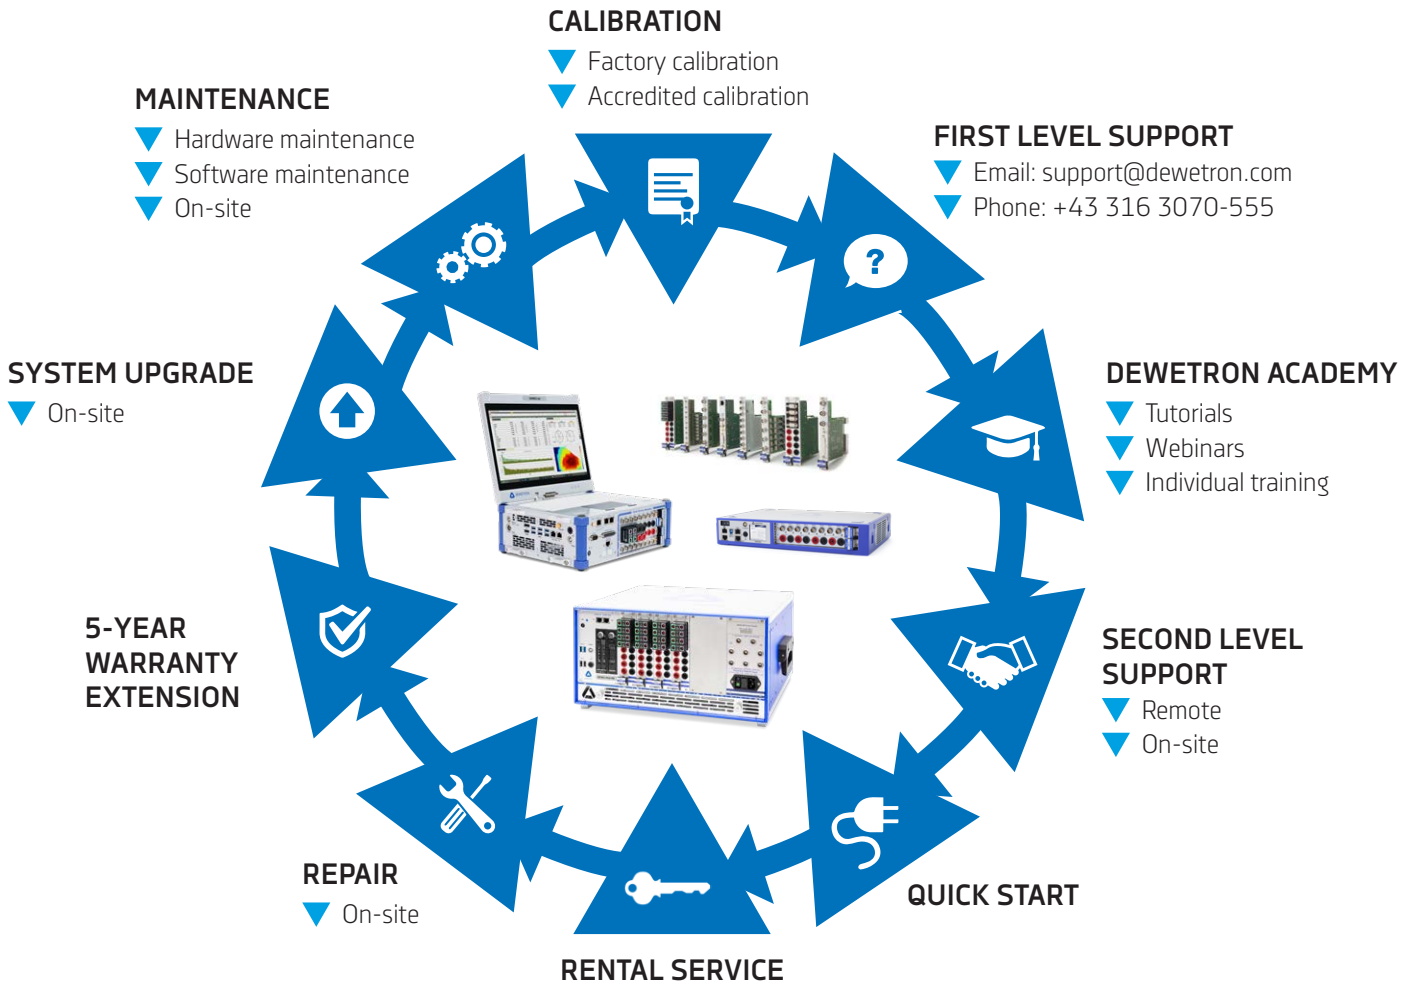 CALIBRATION
Factory calibration
Accredited calibration
FIRST LEVEL SUPPORT
Email: support@dewetron.com
Phone: +43 316 3070-555
DEWETRON ACADEMY
Tutorials
Webinars
Individual training
SECOND LEVEL
SUPPORT
Remote
On-site
QUICK START
RENTAL SERVICE
REPAIR
On-site
5-YEAR
WARRANTY
EXTENSION
SYSTEM UPGRADE
On-site
MAINTENANCE
Hardware maintenance
Software maintenance
On-site
?